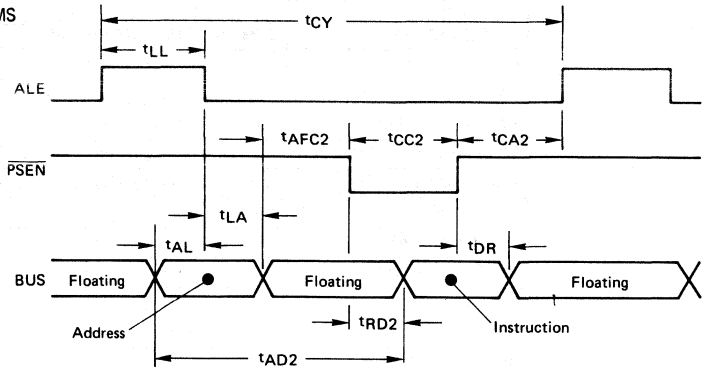 MS
tCY
tLL
ALE
tAFC2 tCC2 tCA2
PSEN
tLA
tAL tDR
BUS Floating Floating Floating
Address tRD2 Instruction
tAD2